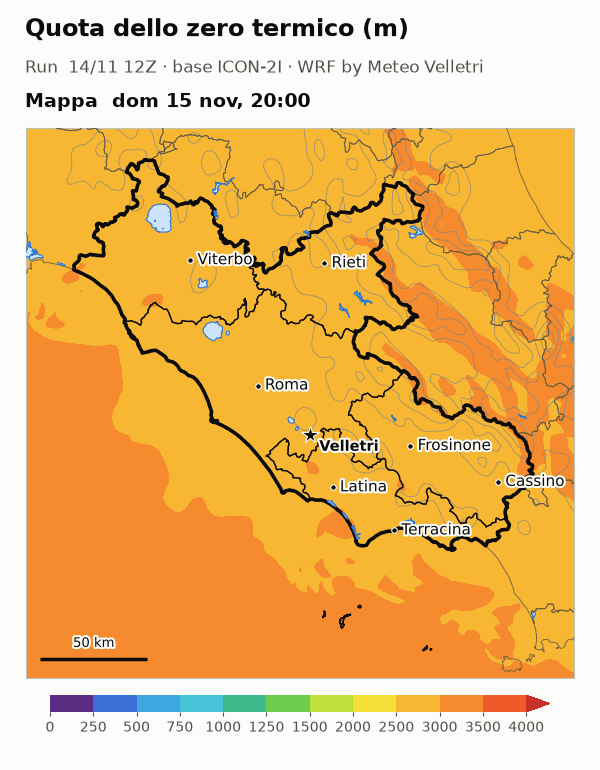 Quota dello zero termico (m)
Run 14/11 12Z · base ICON-2I · WRF by Meteo Velletri
Mappa dom 15 nov, 20:00
Viterbo
Rieti
Roma
Velletri
Frosinone
Latina
Cassino
Terracina
50 km
0 250 500 750 1000 1250 1500 2000 2500 3000 3500 4000